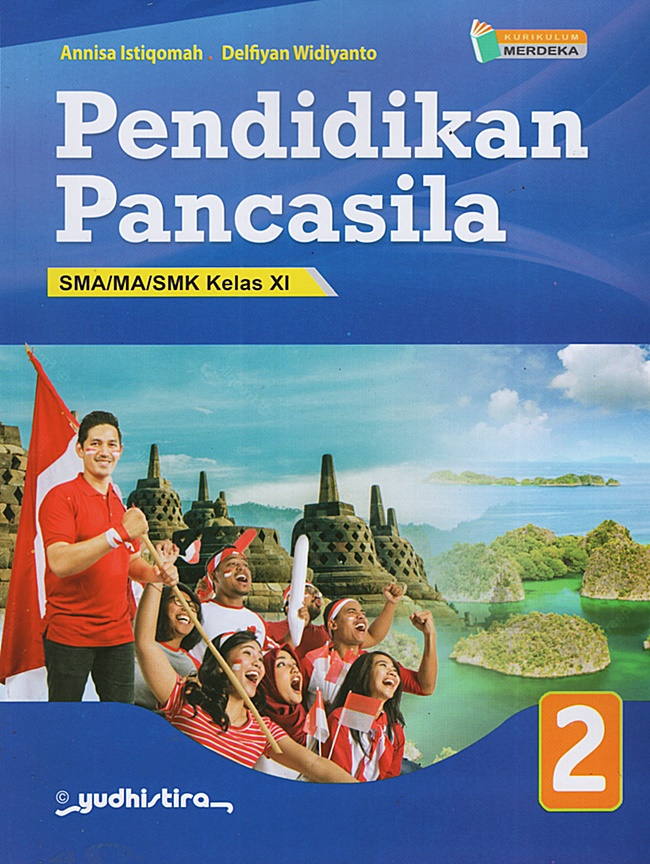 Annisa Istiqomah . Delfiyan Widiyanto
KURIKULUM
MERDEKA
Pendidikan
Pancasila
SMA/MA/SMK Kelas XI
2
© yudhistira